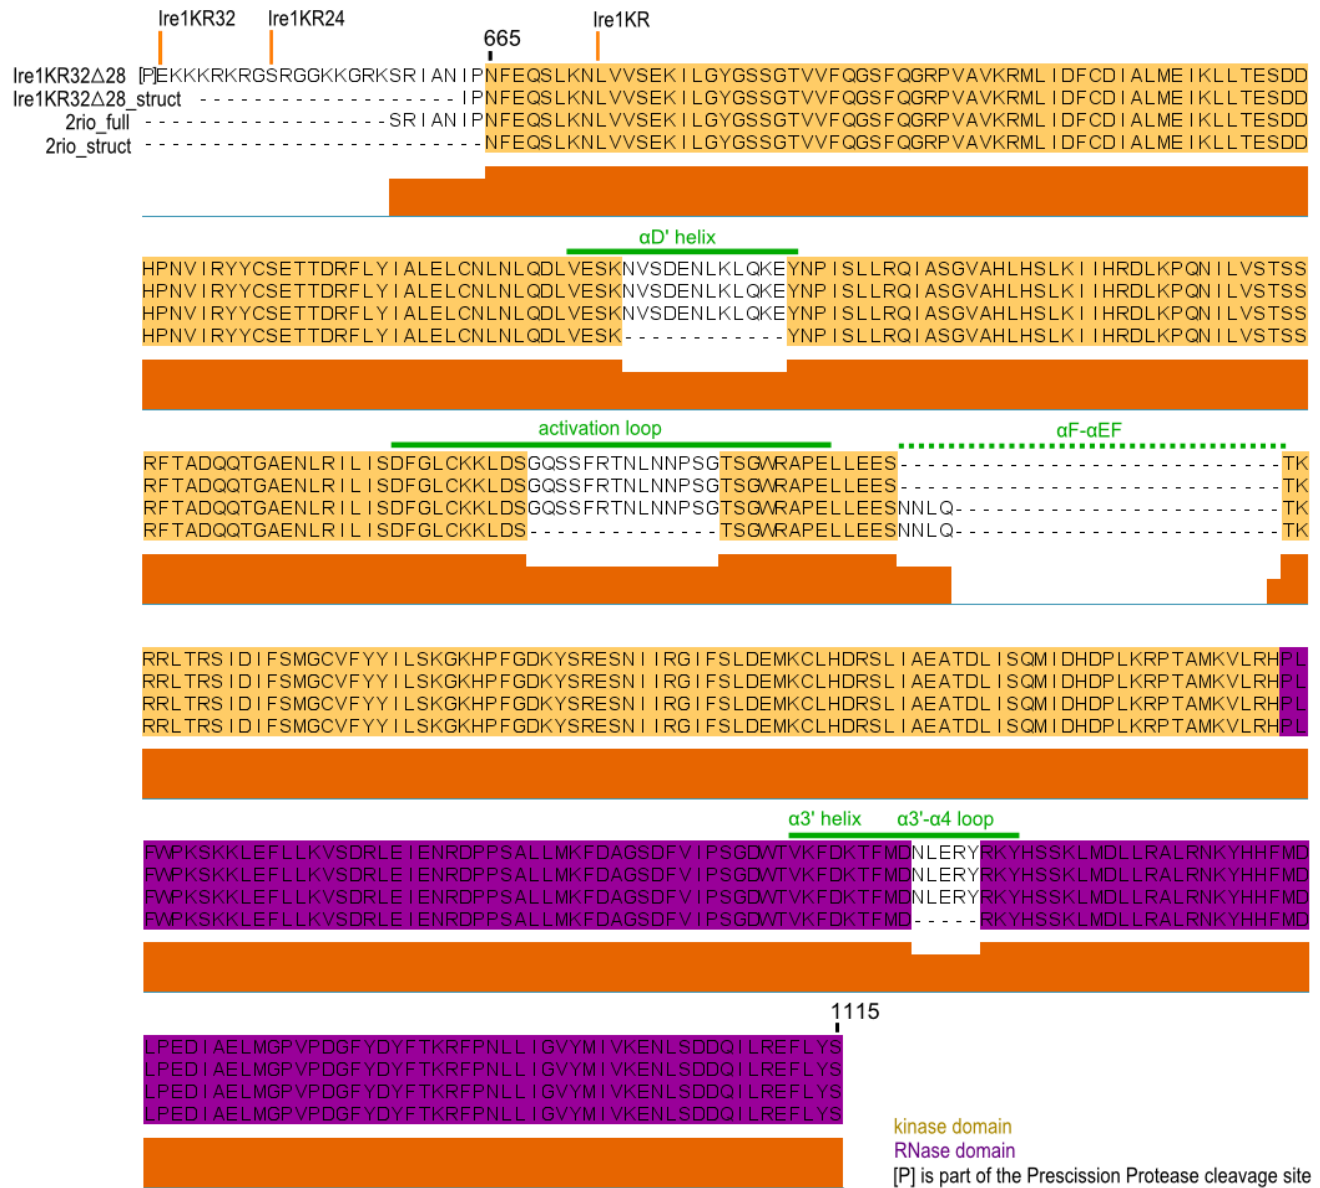 Ire1KR32 Ire1KR24 Ire1KR
665
Ire1KR32Δ28 [P]EKKKRKRGSRGGKKGRKSRIANIPNFEQSLKNLVVSEKILGYGSSGTVVFQGSFQGRPVAVKRMLIDFCDIALMEIKLLTESDD
Ire1KR32Δ28_struct - - - - - - - - - - - - - - - - - - - IPNFEQSLKNLVVSEKILGYGSSGTVVFQGSFQGRPVAVKRMLIDFCDIALMEIKLLTESDD
2rio_full - - - - - - - - - - - - - - - - - - SRIANIPNFEQSLKNLVVSEKILGYGSSGTVVFQGSFQGRPVAVKRMLIDFCDIALMEIKLLTESDD
2rio_struct - - - - - - - - - - - - - - - - - - - - - - - - - NFEQSLKNLVVSEKILGYGSSGTVVFQGSFQGRPVAVKRMLIDFCDIALMEIKLLTESDD
αD' helix
HPNVIRYYCSETTDRFLYIALELCNLNLQDLVESKNVSDENLKLQKEYNPISLLRQIASGVAHLHSLKIIHRDLKPQNILVSTSS
HPNVIRYYCSETTDRFLYIALELCNLNLQDLVESKNVSDENLKLQKEYNPISLLRQIASGVAHLHSLKIIHRDLKPQNILVSTSS
HPNVIRYYCSETTDRFLYIALELCNLNLQDLVESKNVSDENLKLQKEYNPISLLRQIASGVAHLHSLKIIHRDLKPQNILVSTSS
HPNVIRYYCSETTDRFLYIALELCNLNLQDLVESK- - - - - - - - - - - - YNPISLLRQIASGVAHLHSLKIIHRDLKPQNILVSTSS
activation loop αF-αEF
RFTADQQTGAENLRILISDFGLCKKLDSGQSSFRTNLNNPSGTSGWRAPELLEES- - - - - - - - - - - - - - - - - - - - - - - - - - - - TK
RFTADQQTGAENLRILISDFGLCKKLDSGQSSFRTNLNNPSGTSGWRAPELLEES- - - - - - - - - - - - - - - - - - - - - - - - - - - - TK
RFTADQQTGAENLRILISDFGLCKKLDSGQSSFRTNLNNPSGTSGWRAPELLEESNNLQ- - - - - - - - - - - - - - - - - - - - - - - - TK
RFTADQQTGAENLRILISDFGLCKKLDS- - - - - - - - - - - - - - TSGWRAPELLEESNNLQ- - - - - - - - - - - - - - - - - - - - - - - - TK
RRLTRSIDIFSMGCVFYYILSKGKHPFGDKYSRESNIIRGIFSLDEMKCLHDRSLIAEATDLISQMIDHDPLKRPTAMKVLRHPL
RRLTRSIDIFSMGCVFYYILSKGKHPFGDKYSRESNIIRGIFSLDEMKCLHDRSLIAEATDLISQMIDHDPLKRPTAMKVLRHPL
RRLTRSIDIFSMGCVFYYILSKGKHPFGDKYSRESNIIRGIFSLDEMKCLHDRSLIAEATDLISQMIDHDPLKRPTAMKVLRHPL
RRLTRSIDIFSMGCVFYYILSKGKHPFGDKYSRESNIIRGIFSLDEMKCLHDRSLIAEATDLISQMIDHDPLKRPTAMKVLRHPL
α3' helix α3'-α4 loop
FWPKSKKLEFLLKVSDRLEIENRDPPSALLMKFDAGSDFVIPSGDWTVKFDKTFMDNLERYRKYHSSKLMDLLRALRNKYHHFMD
FWPKSKKLEFLLKVSDRLEIENRDPPSALLMKFDAGSDFVIPSGDWTVKFDKTFMDNLERYRKYHSSKLMDLLRALRNKYHHFMD
FWPKSKKLEFLLKVSDRLEIENRDPPSALLMKFDAGSDFVIPSGDWTVKFDKTFMDNLERYRKYHSSKLMDLLRALRNKYHHFMD
FWPKSKKLEFLLKVSDRLEIENRDPPSALLMKFDAGSDFVIPSGDWTVKFDKTFMD- - - - - RKYHSSKLMDLLRALRNKYHHFMD
1115
LPEDIAELMGPVPDGFYDYFTKRFPNLLIGVYMIVKENLSDDQILREFLYS
LPEDIAELMGPVPDGFYDYFTKRFPNLLIGVYMIVKENLSDDQILREFLYS
LPEDIAELMGPVPDGFYDYFTKRFPNLLIGVYMIVKENLSDDQILREFLYS
LPEDIAELMGPVPDGFYDYFTKRFPNLLIGVYMIVKENLSDDQILREFLYS
kinase domain
RNase domain
[P] is part of the Prescission Protease cleavage site